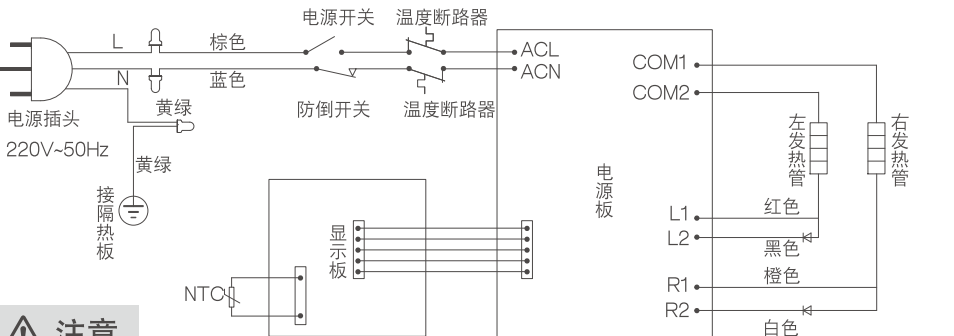 电源开关
温度断路器
L
棕色
ACL
N
蓝色
ACN
COM1
COM2
黄绿
防倒开关
温度断路器
电源插头
220V~50Hz
黄绿
左发热管
右发热管
接隔热板
电源板
L1
红色
L2
黑色
显示板
R1
橙色
NTC
R2
白色
注意